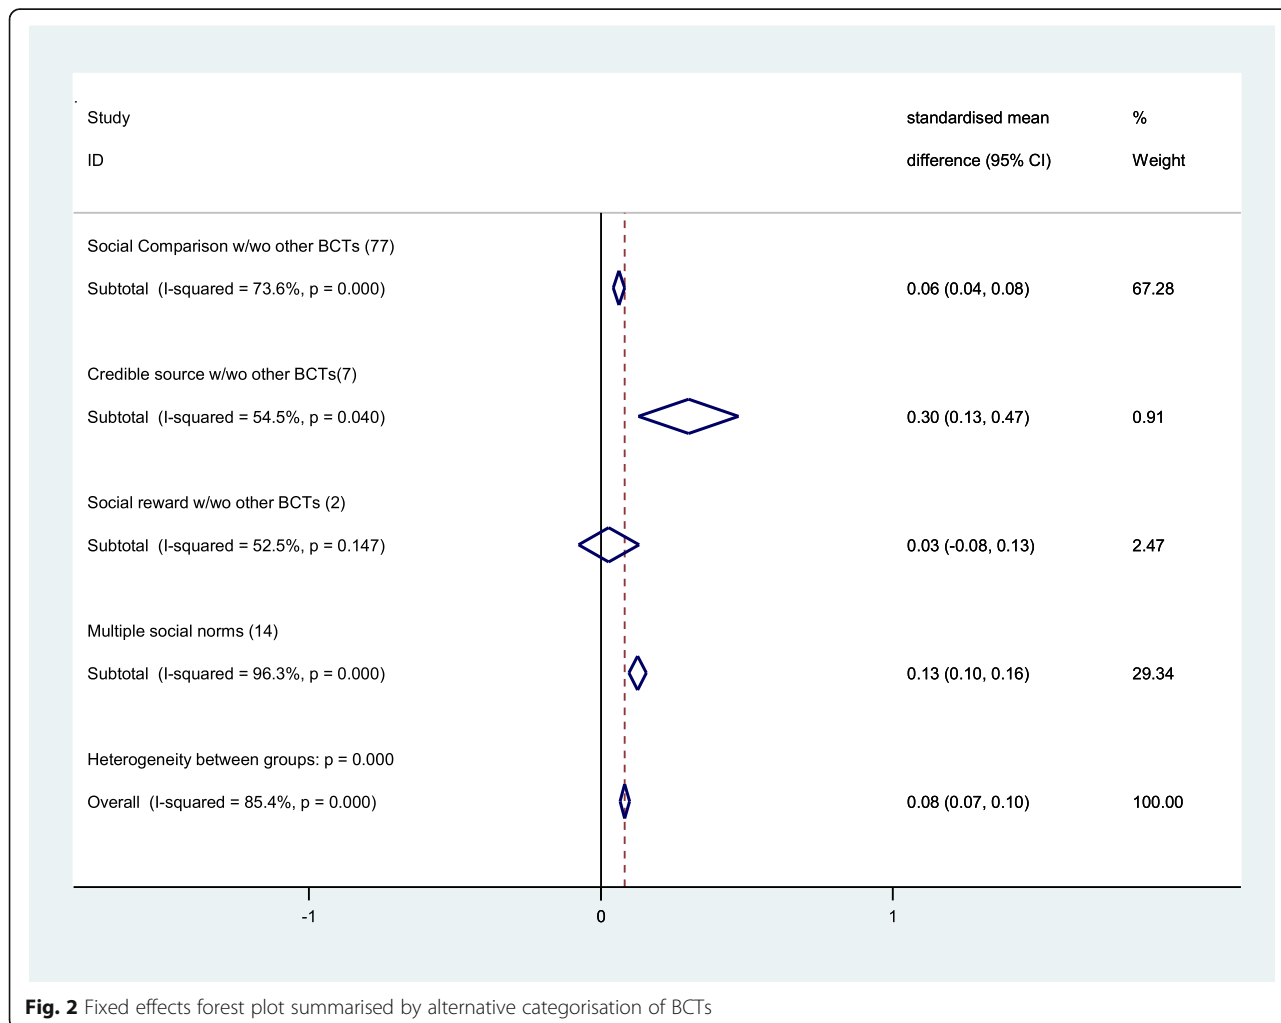 Study standardised mean %
ID difference (95% CI) Weight
Social Comparison w/wo other BCTs (77)
Subtotal (I-squared = 73.6%, p = 0.000) 0.06 (0.04, 0.08) 67.28
Credible source w/wo other BCTs(7)
Subtotal (I-squared = 54.5%, p = 0.040) 0.30 (0.13, 0.47) 0.91
Social reward w/wo other BCTs (2)
Subtotal (I-squared = 52.5%, p = 0.147) 0.03 (-0.08, 0.13) 2.47
Multiple social norms (14)
Subtotal (I-squared = 96.3%, p = 0.000) 0.13 (0.10, 0.16) 29.34
Heterogeneity between groups: p = 0.000
Overall (I-squared = 85.4%, p = 0.000) 0.08 (0.07, 0.10) 100.00
-1 0 1
Fig. 2 Fixed effects forest plot summarised by alternative categorisation of BCTs